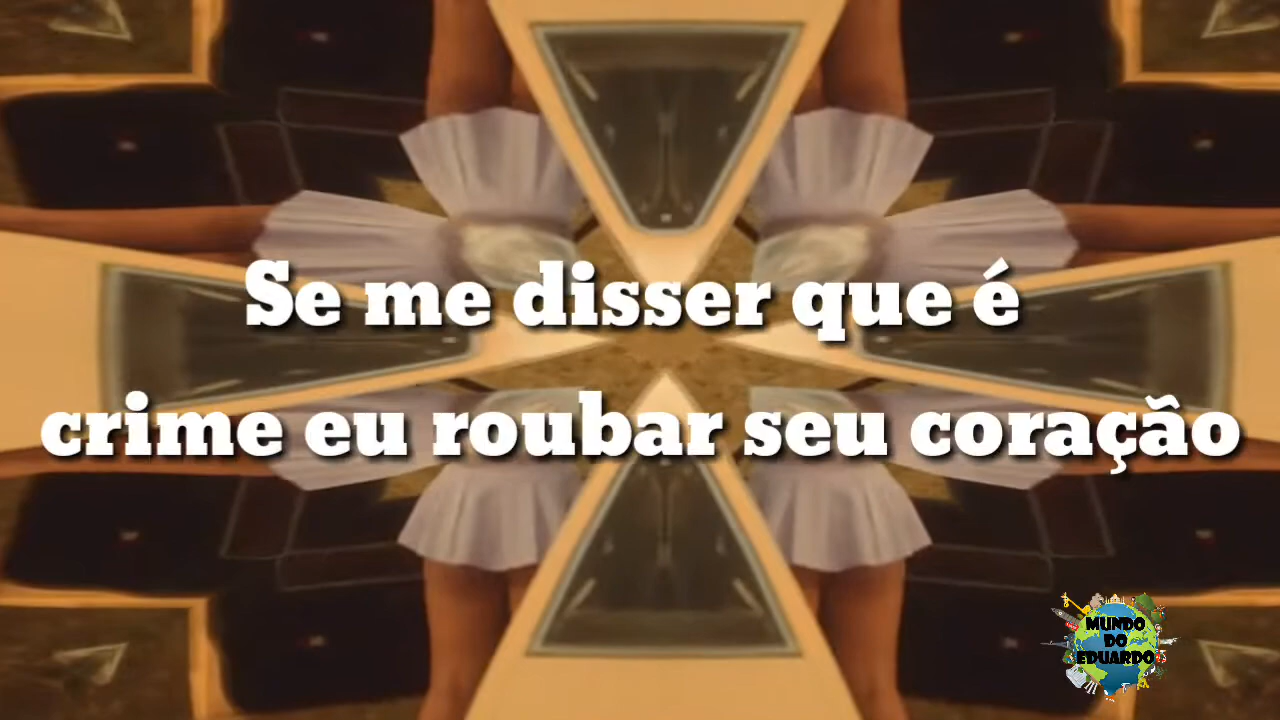 Se me disser que é
crime eu roubar seu coração
MUNDO
DO
EDUARDO